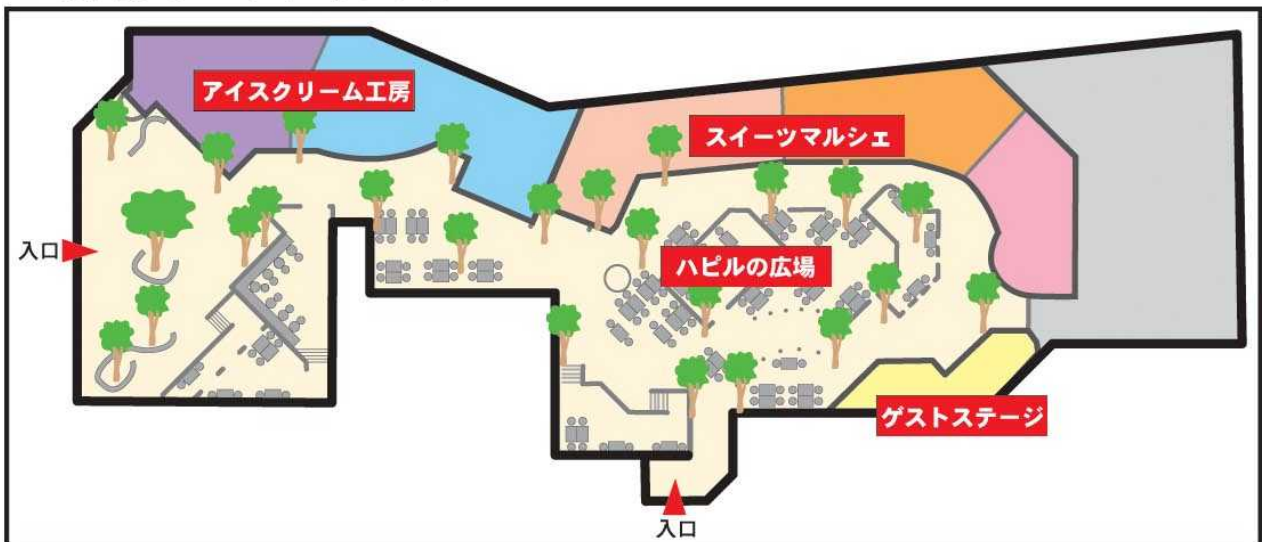 アイスクリーム工房
スイーツマルシェ
入口
ハピルの広場
ゲストステージ
入口